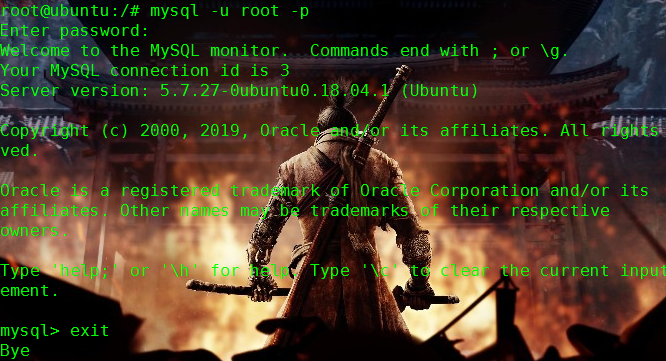 root@ubuntu:/# mysql -u root -p
Enter password:
Welcome to the MySQL monitor.  Commands end with ; or \g.
Your MySQL connection id is 3
Server version: 5.7.27-0ubuntu0.18.04.1 (Ubuntu)
Copyright (c) 2000, 2019, Oracle and/or its affiliates. All rights
ved.
Oracle is a registered trademark of Oracle Corporation and/or its
affiliates. Other names may be trademarks of their respective
owners.
Type 'help;' or '\h' for help. Type '\c' to clear the current input
ement.
mysql> exit
Bye